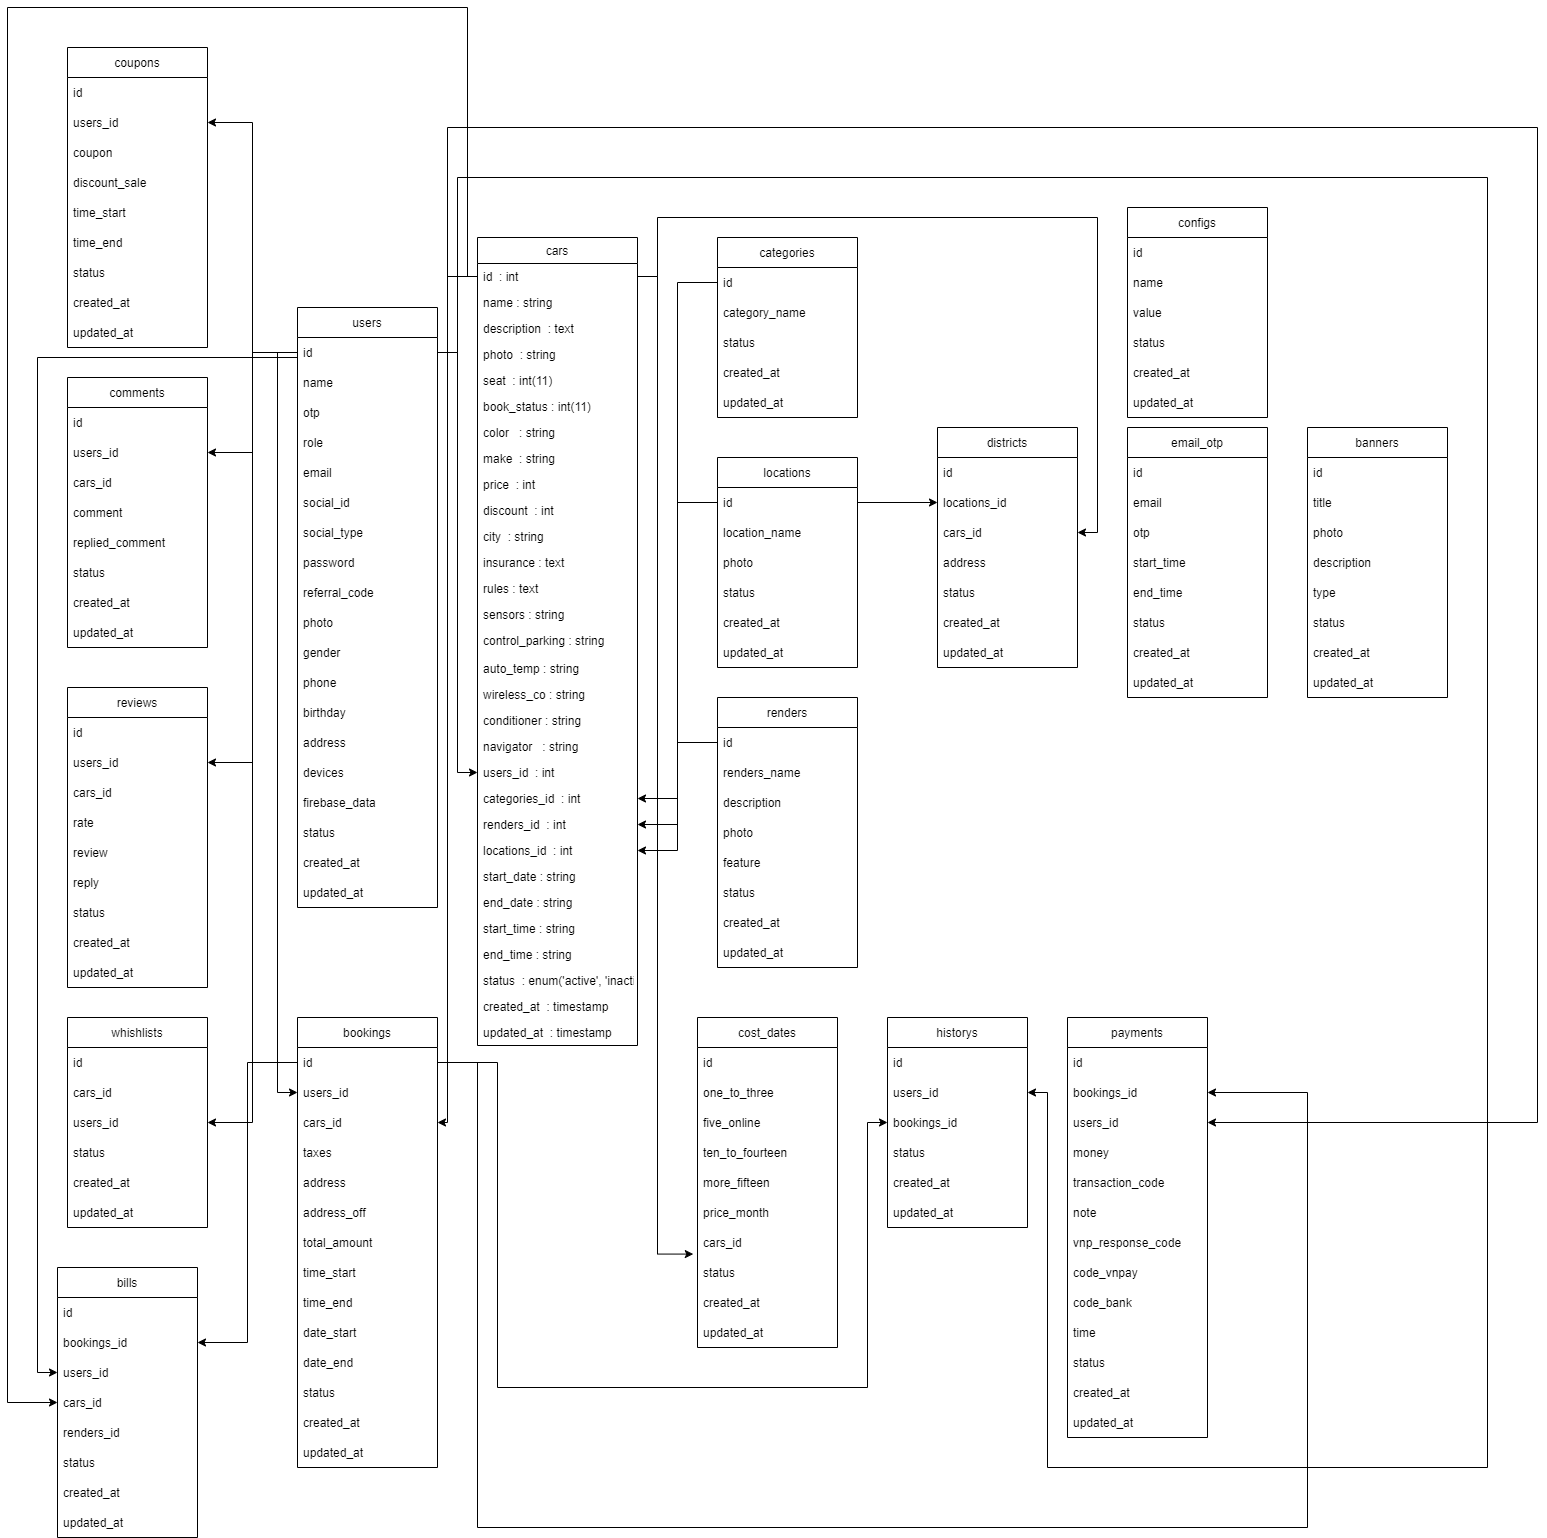 coupons
id
users_id
coupon
discount_sale
time_start
time_end
status
created_at
updated_at
comments
id
users_id
cars_id
comment
replied_comment
status
created_at
updated_at
reviews
id
users_id
cars_id
rate
review
reply
status
created_at
updated_at
whishlists
id
cars_id
users_id
status
created_at
updated_at
bills
id
bookings_id
users_id
cars_id
renders_id
status
created_at
updated_at
users
id
name
otp
role
email
social_id
social_type
password
referral_code
photo
gender
phone
birthday
address
devices
firebase_data
status
created_at
updated_at
bookings
id
users_id
cars_id
taxes
address
address_off
total_amount
time_start
time_end
date_start
date_end
status
created_at
updated_at
cars
id : int
name : string
description : text
photo : string
seat : int(11)
book_status : int(11)
color : string
make : string
price : int
discount : int
city : string
insurance : text
rules : text
sensors : string
control_parking : string
auto_temp : string
wireless_co : string
conditioner : string
navigator : string
users_id : int
categories_id : int
renders_id : int
locations_id : int
start_date : string
end_date : string
start_time : string
end_time : string
status : enum('active', 'inacti
created_at : timestamp
updated_at : timestamp
categories
id
category_name
status
created_at
updated_at
locations
id
location_name
photo
status
created_at
updated_at
renders
id
renders_name
description
photo
feature
status
created_at
updated_at
cost_dates
id
one_to_three
five_online
ten_to_fourteen
more_fifteen
price_month
cars_id
status
created_at
updated_at
districts
id
locations_id
cars_id
address
status
created_at
updated_at
historys
id
users_id
bookings_id
status
created_at
updated_at
configs
id
name
value
status
created_at
updated_at
email_otp
id
email
otp
start_time
end_time
status
created_at
updated_at
banners
id
title
photo
description
type
status
created_at
updated_at
payments
id
bookings_id
users_id
money
transaction_code
note
vnp_response_code
code_vnpay
code_bank
time
status
created_at
updated_at